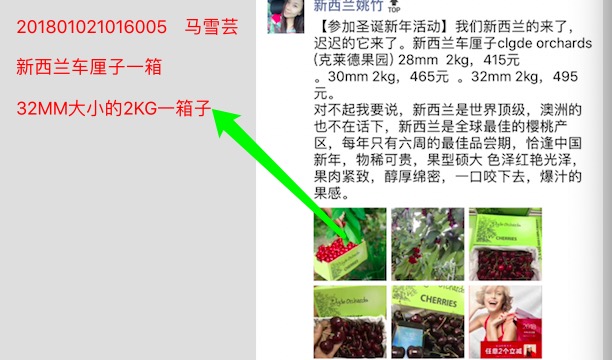 201801021016005 马雪芸
新西兰车厘子一箱
32MM大小的2KG一箱子
新西兰姚竹 TOP
【参加圣诞新年活动】我们新西兰的来了，
迟迟的它来了。新西兰车厘子clgde orchards
(克莱德果园) 28mm 2kg，415元
。30mm 2kg，465元 。32mm 2kg，495
元。
对不起我要说，新西兰是世界顶级，澳洲的
也不在话下，新西兰是全球最佳的樱桃产
区，每年只有六周的最佳品尝期，恰逢中国
新年，物稀可贵，果型硕大 色泽红艳光泽，
果肉紧致，醇厚绵密，一口咬下去，爆汁的
果感。
CHERRIES
CHERRIES
任意2个立减